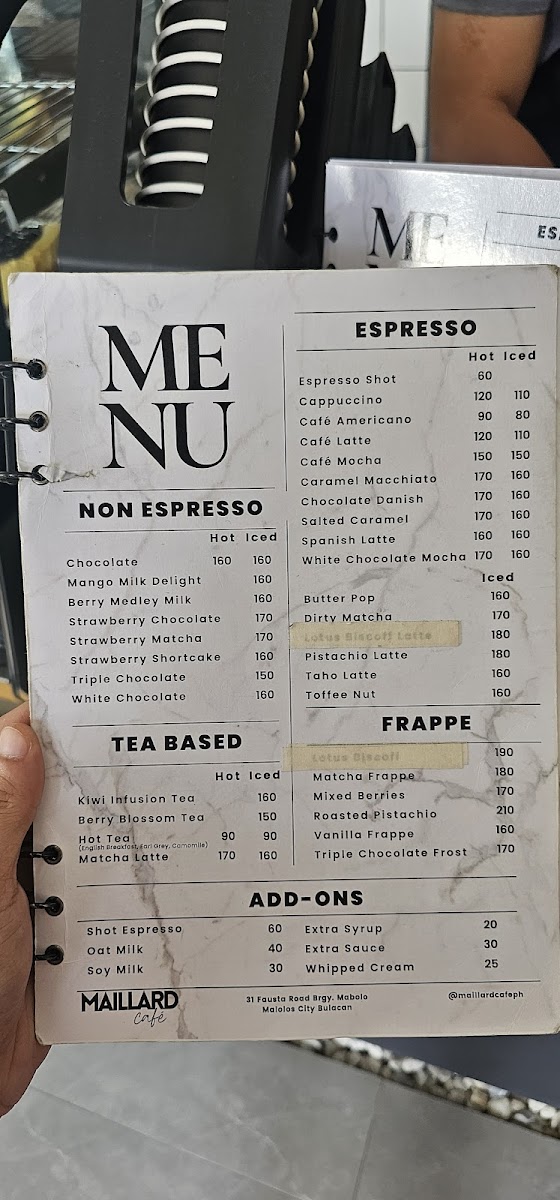 ME
ES
ME
NU
ESPRESSO
Hot Iced
Espresso Shot 60
Cappuccino 120 110
Café Americano 90 80
Café Latte 120 110
Café Mocha 150 150
Caramel Macchiato 170 160
Chocolate Danish 170 160
Salted Caramel 170 160
Spanish Latte 160 160
White Chocolate Mocha 170 160
Iced
Butter Pop 160
Dirty Matcha 170
Lotus Biscoff Latte 180
Pistachio Latte 180
Taho Latte 160
Toffee Nut 160
NON ESPRESSO
Hot Iced
Chocolate 160 160
Mango Milk Delight 160
Berry Medley Milk 160
Strawberry Chocolate 170
Strawberry Matcha 170
Strawberry Shortcake 160
Triple Chocolate 150
White Chocolate 160
TEA BASED
Hot Iced
Kiwi Infusion Tea 160
Berry Blossom Tea 150
Hot Tea 90 90
(English Breakfast, Earl Grey, Camomile)
Matcha Latte 170 160
FRAPPE
Lotus Biscoff 190
Matcha Frappe 180
Mixed Berries 170
Roasted Pistachio 210
Vanilla Frappe 160
Triple Chocolate Frost 170
ADD-ONS
Shot Espresso 60
Oat Milk 40
Soy Milk 30
Extra Syrup 20
Extra Sauce 30
Whipped Cream 25
MAILLARD
café
31 Fausta Road Brgy. Mabolo
Malolos City Bulacan
@maillardcafeph